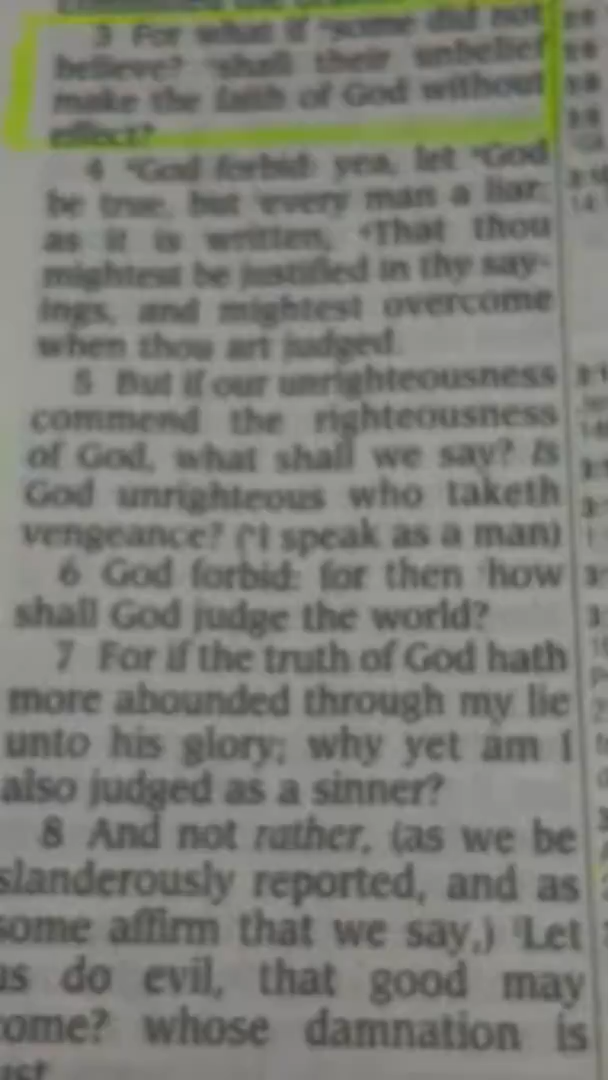 3 For what if some did not
believe? shall their unbelief
make the faith of God without
effect?
4 God forbid: yea, let God
be true, but every man a liar;
as it is written, That thou
mightest be justified in thy say-
ings, and mightest overcome
when thou art judged.
5 But if our unrighteousness
commend the righteousness
of God, what shall we say? Is
God unrighteous who taketh
vengeance? (I speak as a man)
6 God forbid: for then how
shall God judge the world?
7 For if the truth of God hath
more abounded through my lie
unto his glory; why yet am I
also judged as a sinner?
8 And not rather, (as we be
slanderously reported, and as
some affirm that we say,) Let
us do evil, that good may
come? whose damnation is
just.